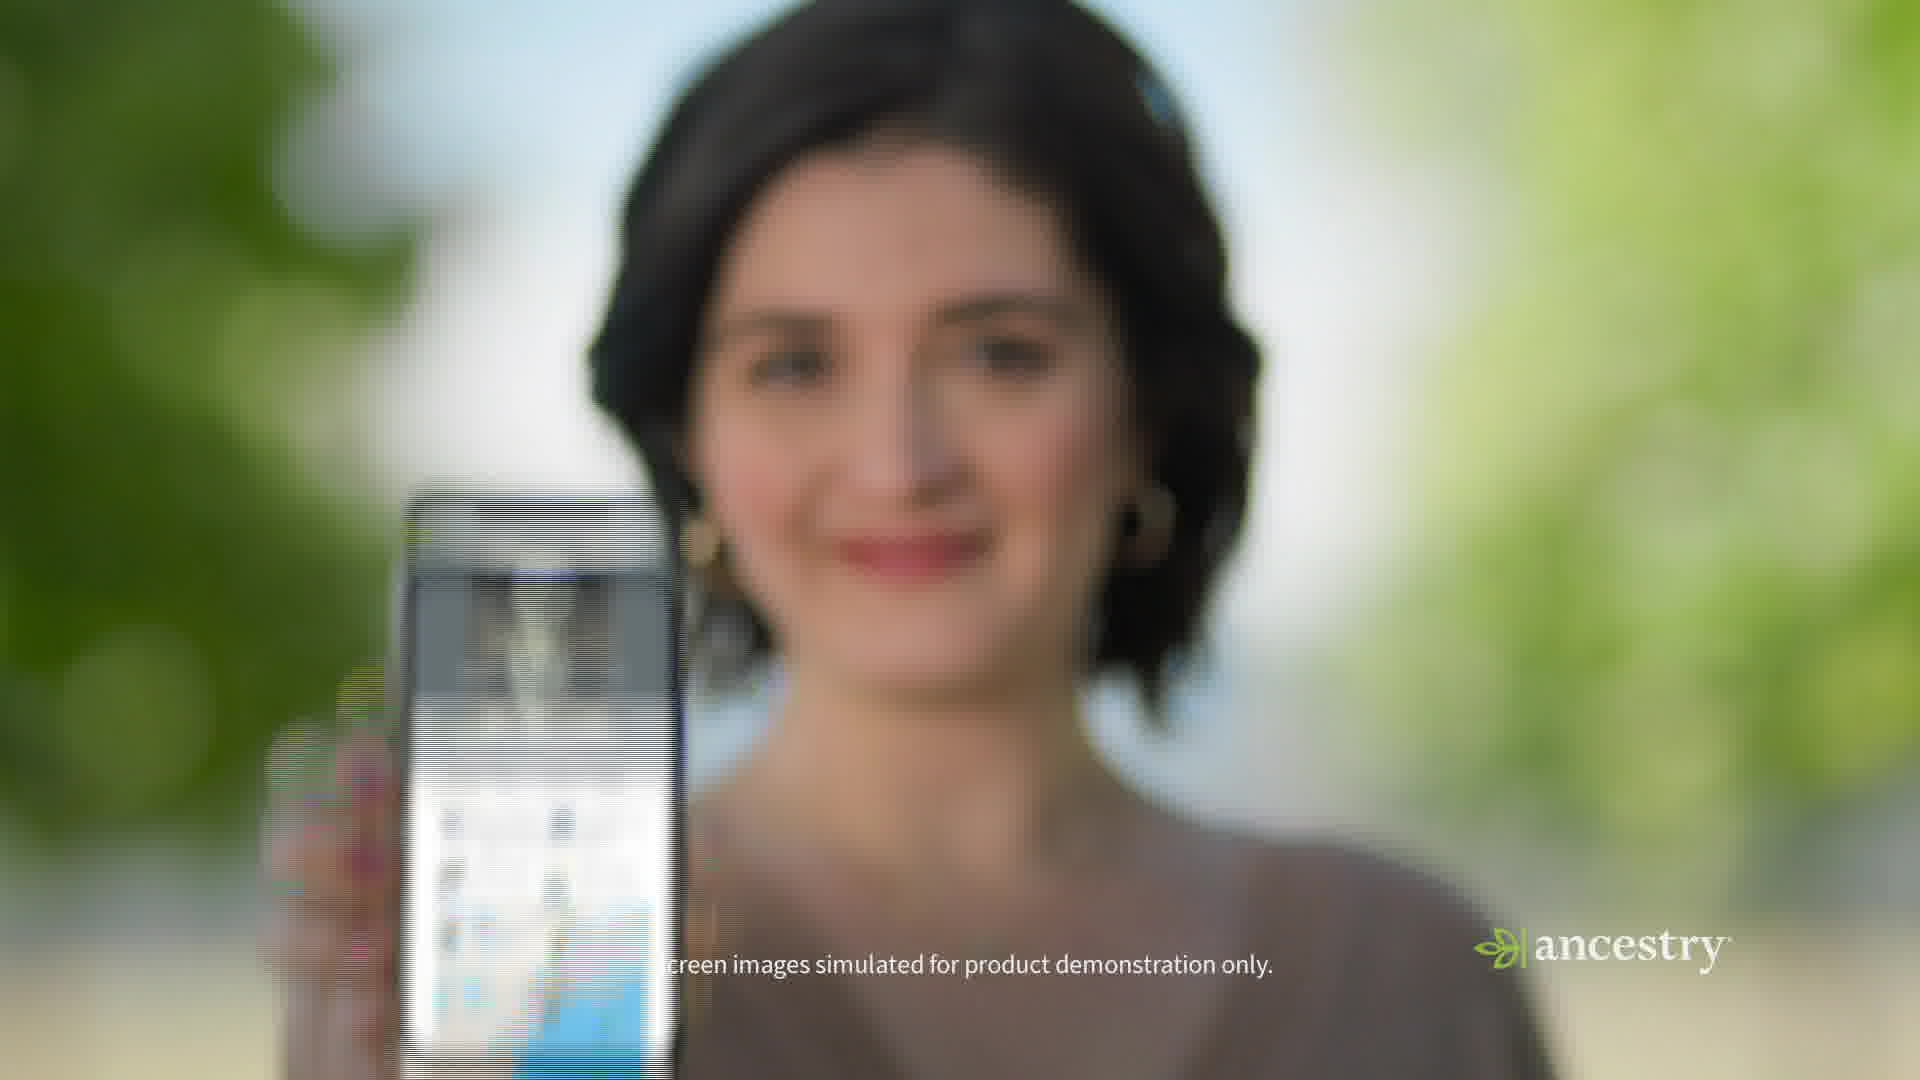 creen images simulated for product demonstration only.
ancestry